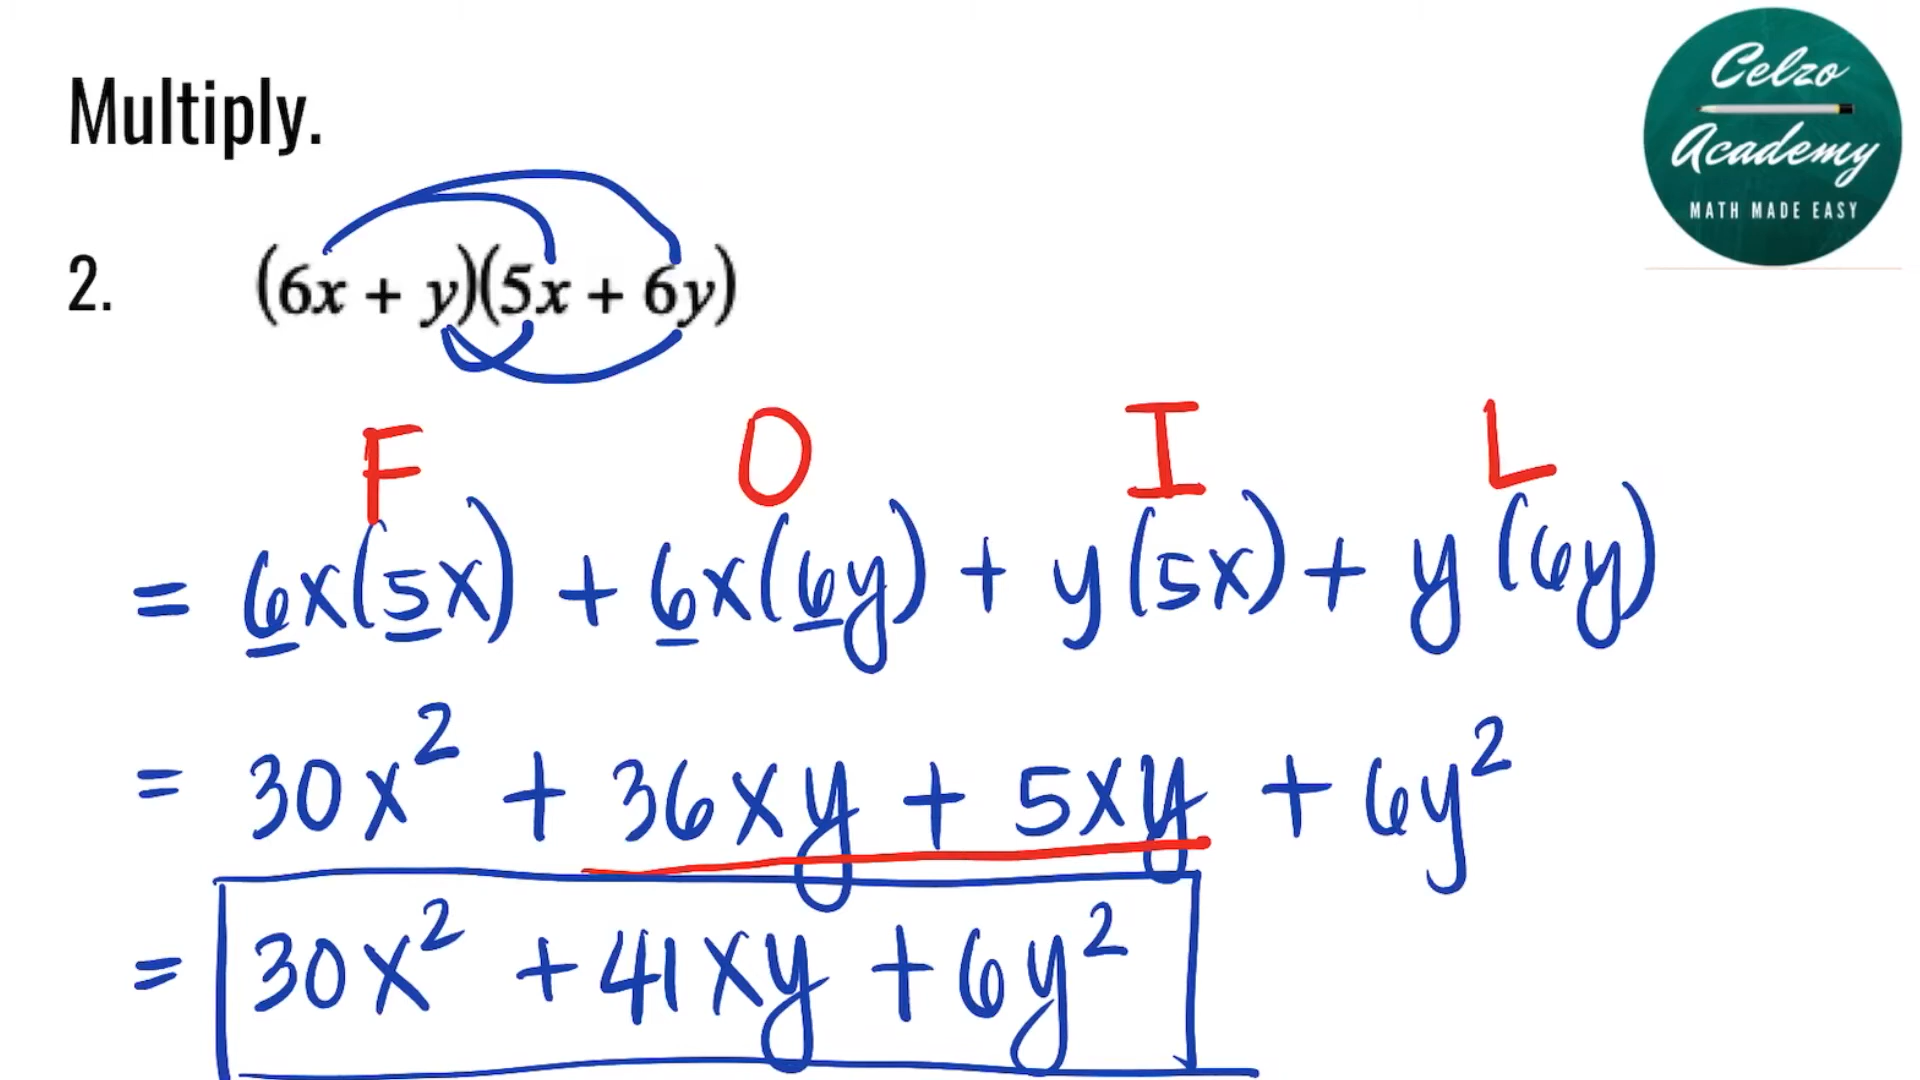 Multiply.
Celzo
Academy
MATH MADE EASY
2. (6x + y)(5x + 6y)
F O I L
= 6x(5x) + 6x(6y) + y(5x) + y(6y)
= 30x² + 36xy + 5xy + 6y²
= 30x² + 41xy + 6y²